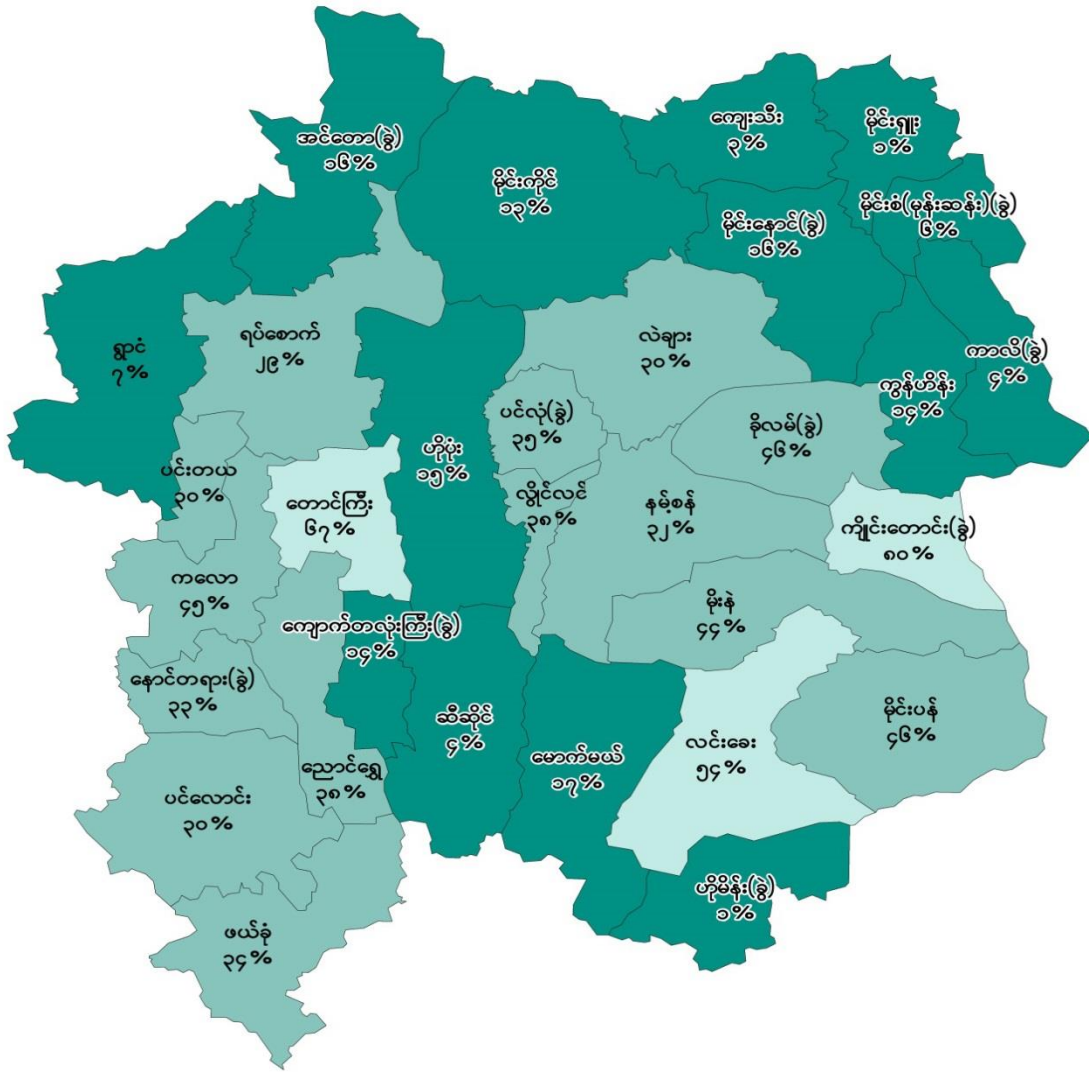 ကျေးသီး
၃%
မိုင်းရှူး
၁%
အင်တော(ခွဲ)
၁၆%
မိုင်းကိုင်
၁၃%
မိုင်းနောင်(ခွဲ)
၁၆%
မိုင်းစံ(မုန်းဆန်း)(ခွဲ)
၆%
ရွာငံ
၇%
ရပ်စောက်
၂၉%
လဲချား
၃၀%
ကာလိ(ခွဲ)
၄%
ကွန်ဟိန်း
၁၄%
ပင်လုံ(ခွဲ)
၃၅%
ခိုလမ်(ခွဲ)
၄၆%
ဟိုပုံး
၁၅%
ပင်းတယ
၃၀%
တောင်ကြီး
၆၇%
လွိုင်လင်
၃၈%
နမ့်စန်
၃၂%
ကျိုင်းတောင်း(ခွဲ)
၈၀%
ကလော
၄၅%
ကျောက်တလုံးကြီး(ခွဲ)
၁၄%
မိုးနဲ
၄၄%
နောင်တရား(ခွဲ)
၃၃%
ဆီဆိုင်
၄%
မောက်မယ်
၁၇%
လင်းခေး
၅၄%
မိုင်းပန်
၄၆%
ညောင်ရွှေ
၃၈%
ပင်လောင်း
၃၀%
ဟိုမိန်း(ခွဲ)
၁%
ဖယ်ခုံ
၃၄%